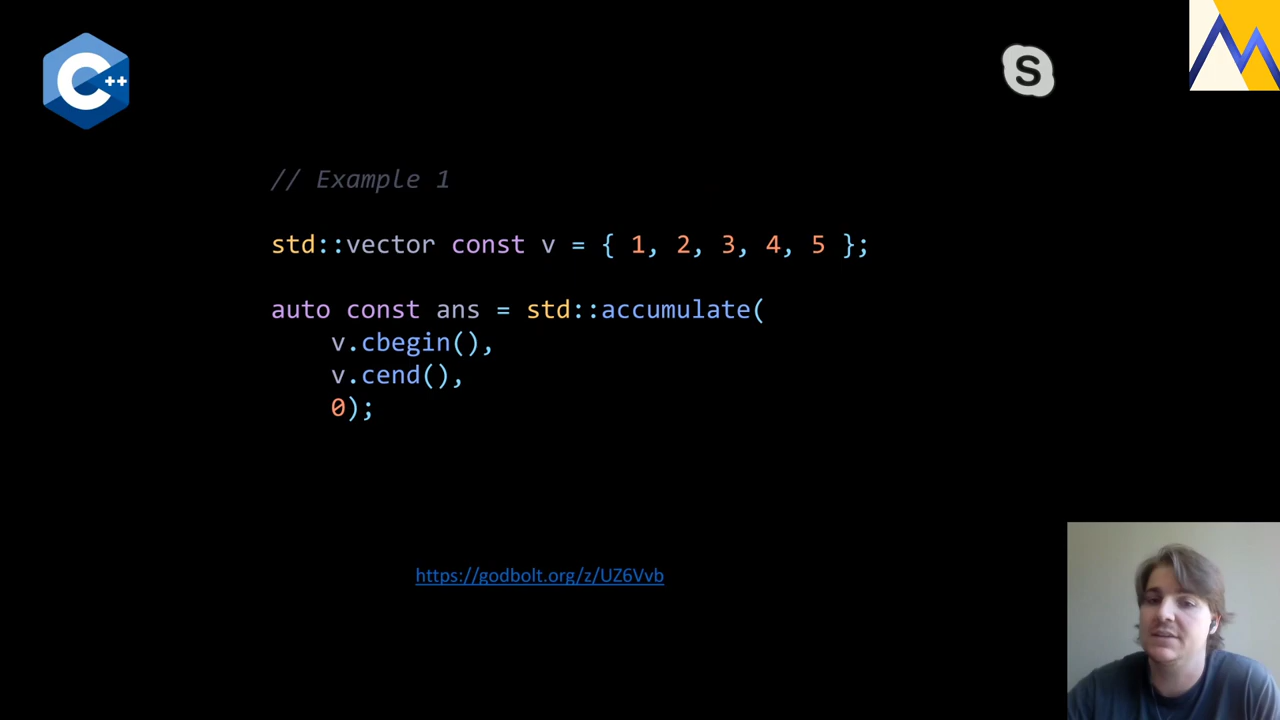 C++
S
// Example 1
std::vector const v = { 1, 2, 3, 4, 5 };
auto const ans = std::accumulate(
    v.cbegin(),
    v.cend(),
    0);
https://godbolt.org/z/UZ6Vvb